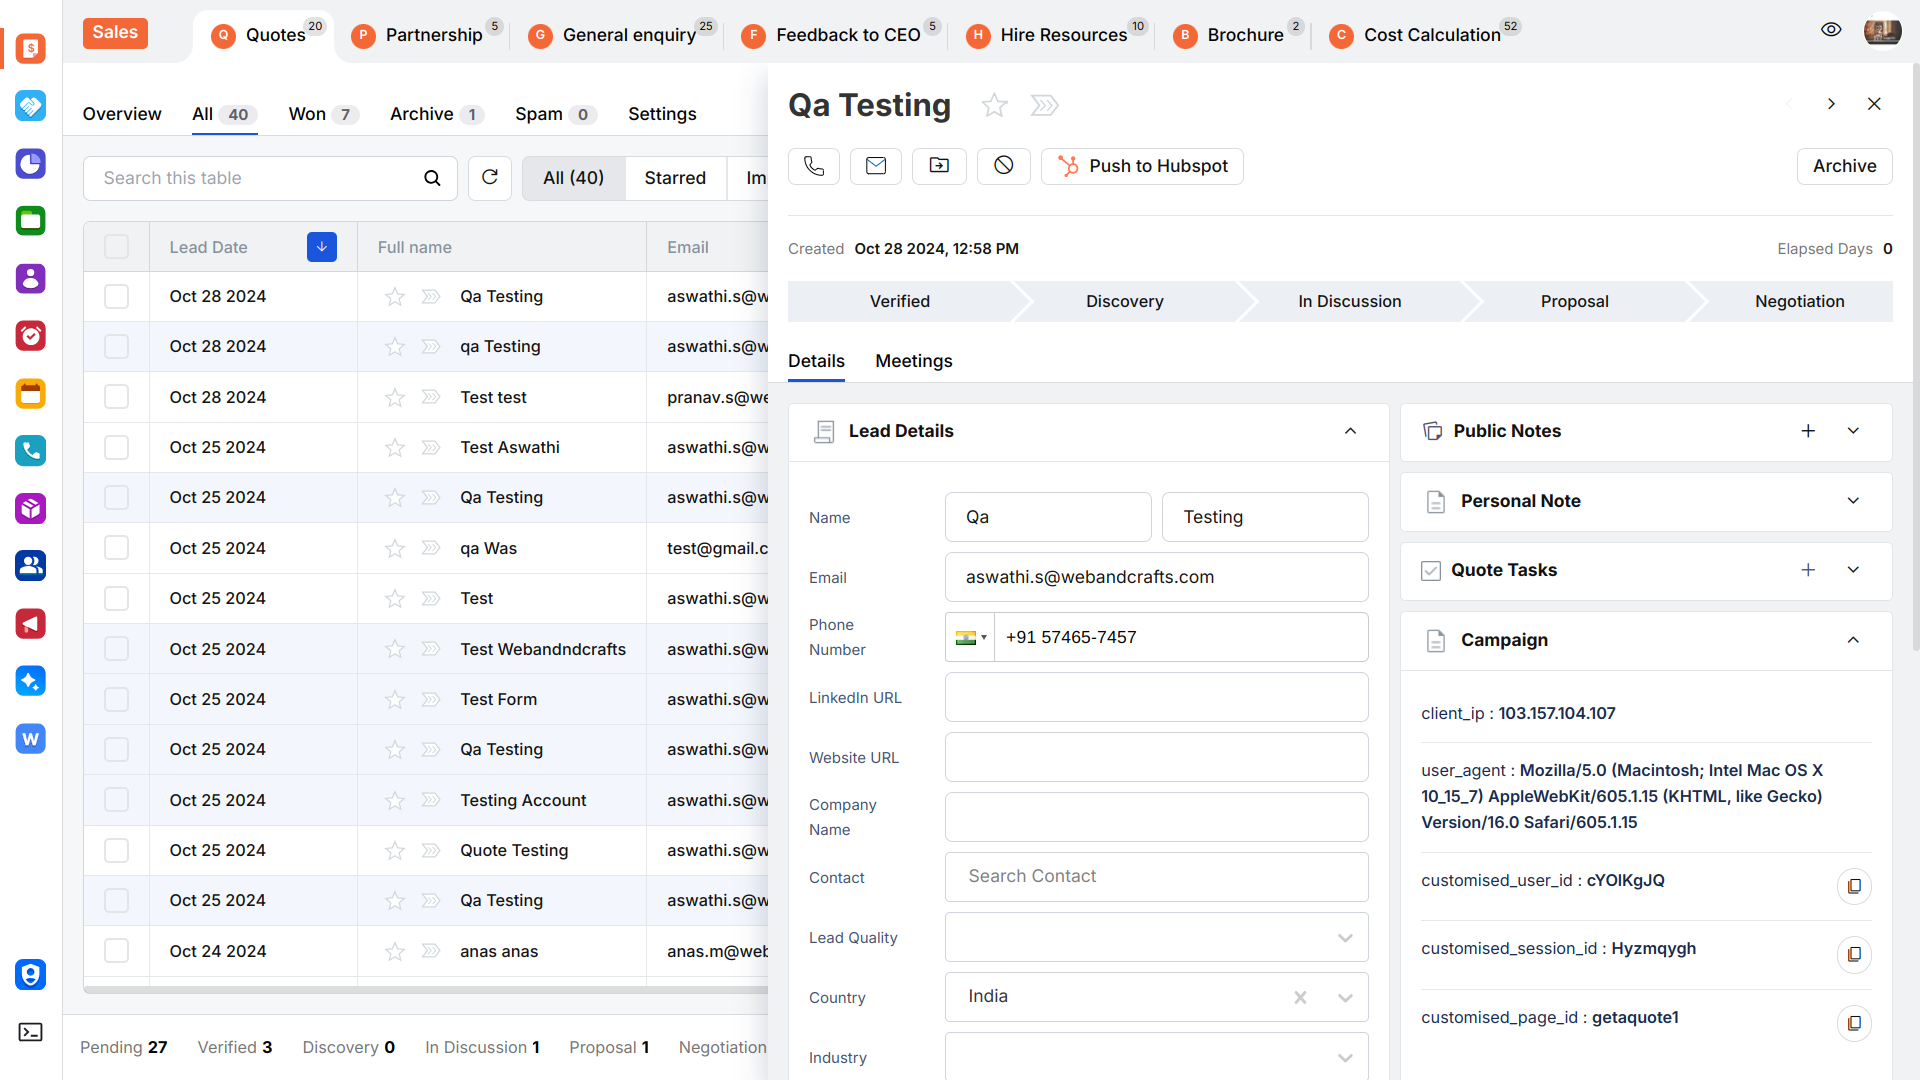 Sales
Q Quotes 20
P Partnership 5
G General enquiry 25
F Feedback to CEO 5
H Hire Resources 10
B Brochure 2
C Cost Calculation 52
Overview
All 40
Won 7
Archive 1
Spam 0
Settings
Search this table
All (40)
Starred
Im
Lead Date Full name Email
Oct 28 2024 Qa Testing aswathi.s@w
Oct 28 2024 qa Testing aswathi.s@w
Oct 28 2024 Test test pranav.s@we
Oct 25 2024 Test Aswathi aswathi.s@w
Oct 25 2024 Qa Testing aswathi.s@w
Oct 25 2024 qa Was test@gmail.c
Oct 25 2024 Test aswathi.s@w
Oct 25 2024 Test Webandndcrafts aswathi.s@w
Oct 25 2024 Test Form aswathi.s@w
Oct 25 2024 Qa Testing aswathi.s@w
Oct 25 2024 Testing Account aswathi.s@w
Oct 25 2024 Quote Testing aswathi.s@w
Oct 25 2024 Qa Testing aswathi.s@w
Oct 24 2024 anas anas anas.m@web
Pending 27 Verified 3 Discovery 0 In Discussion 1 Proposal 1 Negotiation
W
Qa Testing
Push to Hubspot
Archive
Created Oct 28 2024, 12:58 PM
Elapsed Days 0
Verified Discovery In Discussion Proposal Negotiation
Details Meetings
Lead Details
Name Qa Testing
Email aswathi.s@webandcrafts.com
Phone
Number
+91 57465-7457
LinkedIn URL
Website URL
Company
Name
Contact Search Contact
Lead Quality
Country India
Industry
Public Notes
Personal Note
Quote Tasks
Campaign
client_ip : 103.157.104.107
user_agent : Mozilla/5.0 (Macintosh; Intel Mac OS X
10_15_7) AppleWebKit/605.1.15 (KHTML, like Gecko)
Version/16.0 Safari/605.1.15
customised_user_id : cYOlKgJQ
customised_session_id : Hyzmqygh
customised_page_id : getaquote1